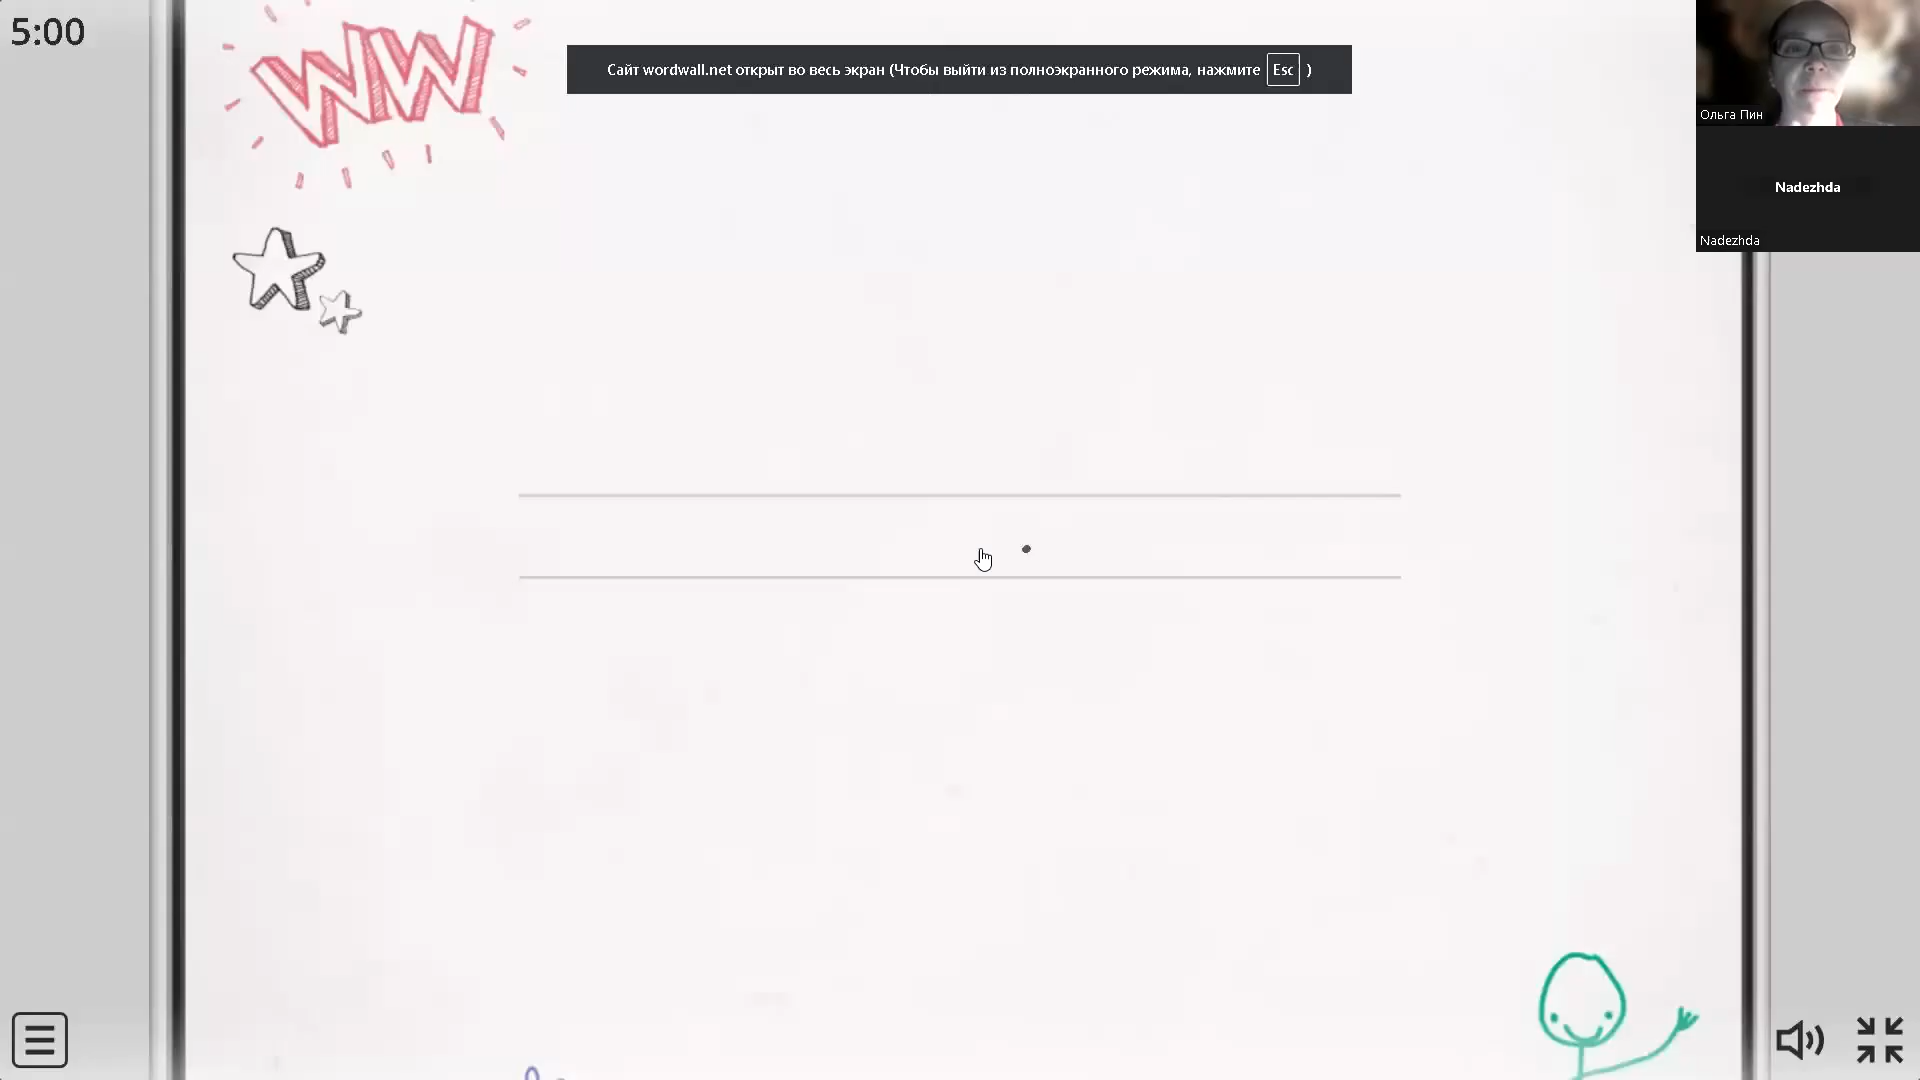 5:00
WW
Сайт wordwall.net открыт во весь экран (Чтобы выйти из полноэкранного режима, нажмите Esc )
Ольга Пин
Nadezhda
Nadezhda
.